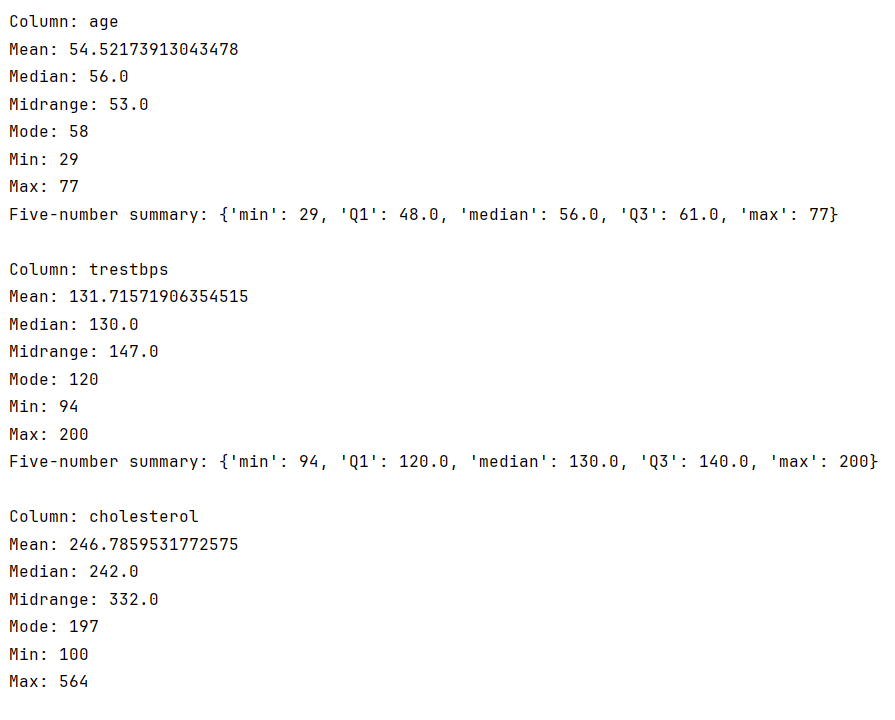 Column: age
Mean: 54.52173913043478
Median: 56.0
Midrange: 53.0
Mode: 58
Min: 29
Max: 77
Five-number summary: {'min': 29, 'Q1': 48.0, 'median': 56.0, 'Q3': 61.0, 'max': 77}
Column: trestbps
Mean: 131.71571906354515
Median: 130.0
Midrange: 147.0
Mode: 120
Min: 94
Max: 200
Five-number summary: {'min': 94, 'Q1': 120.0, 'median': 130.0, 'Q3': 140.0, 'max': 200}
Column: cholesterol
Mean: 246.7859531772575
Median: 242.0
Midrange: 332.0
Mode: 197
Min: 100
Max: 564